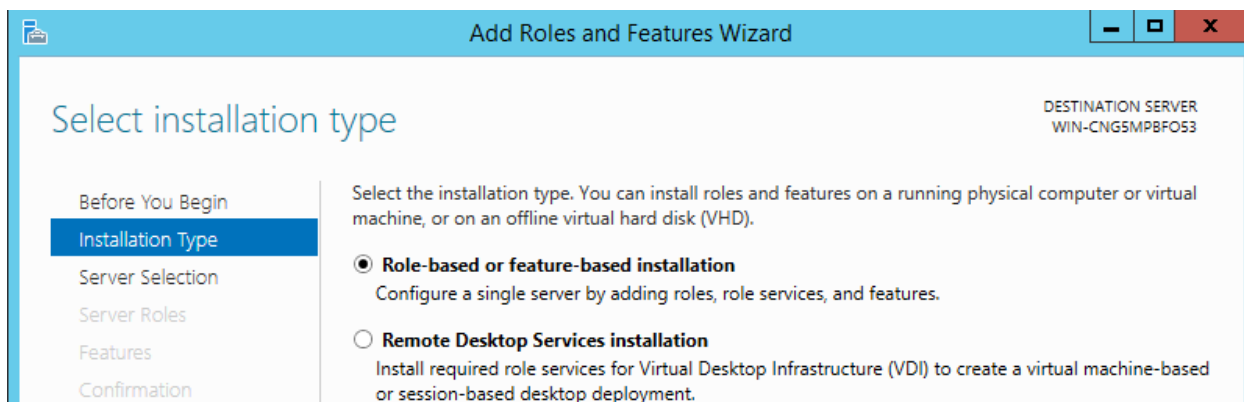 Add Roles and Features Wizard
Select installation type
DESTINATION SERVER
WIN-CNG5MPBFO53
Before You Begin
Installation Type
Server Selection
Server Roles
Features
Confirmation
Select the installation type. You can install roles and features on a running physical computer or virtual
machine, or on an offline virtual hard disk (VHD).
Role-based or feature-based installation
Configure a single server by adding roles, role services, and features.
Remote Desktop Services installation
Install required role services for Virtual Desktop Infrastructure (VDI) to create a virtual machine-based
or session-based desktop deployment.